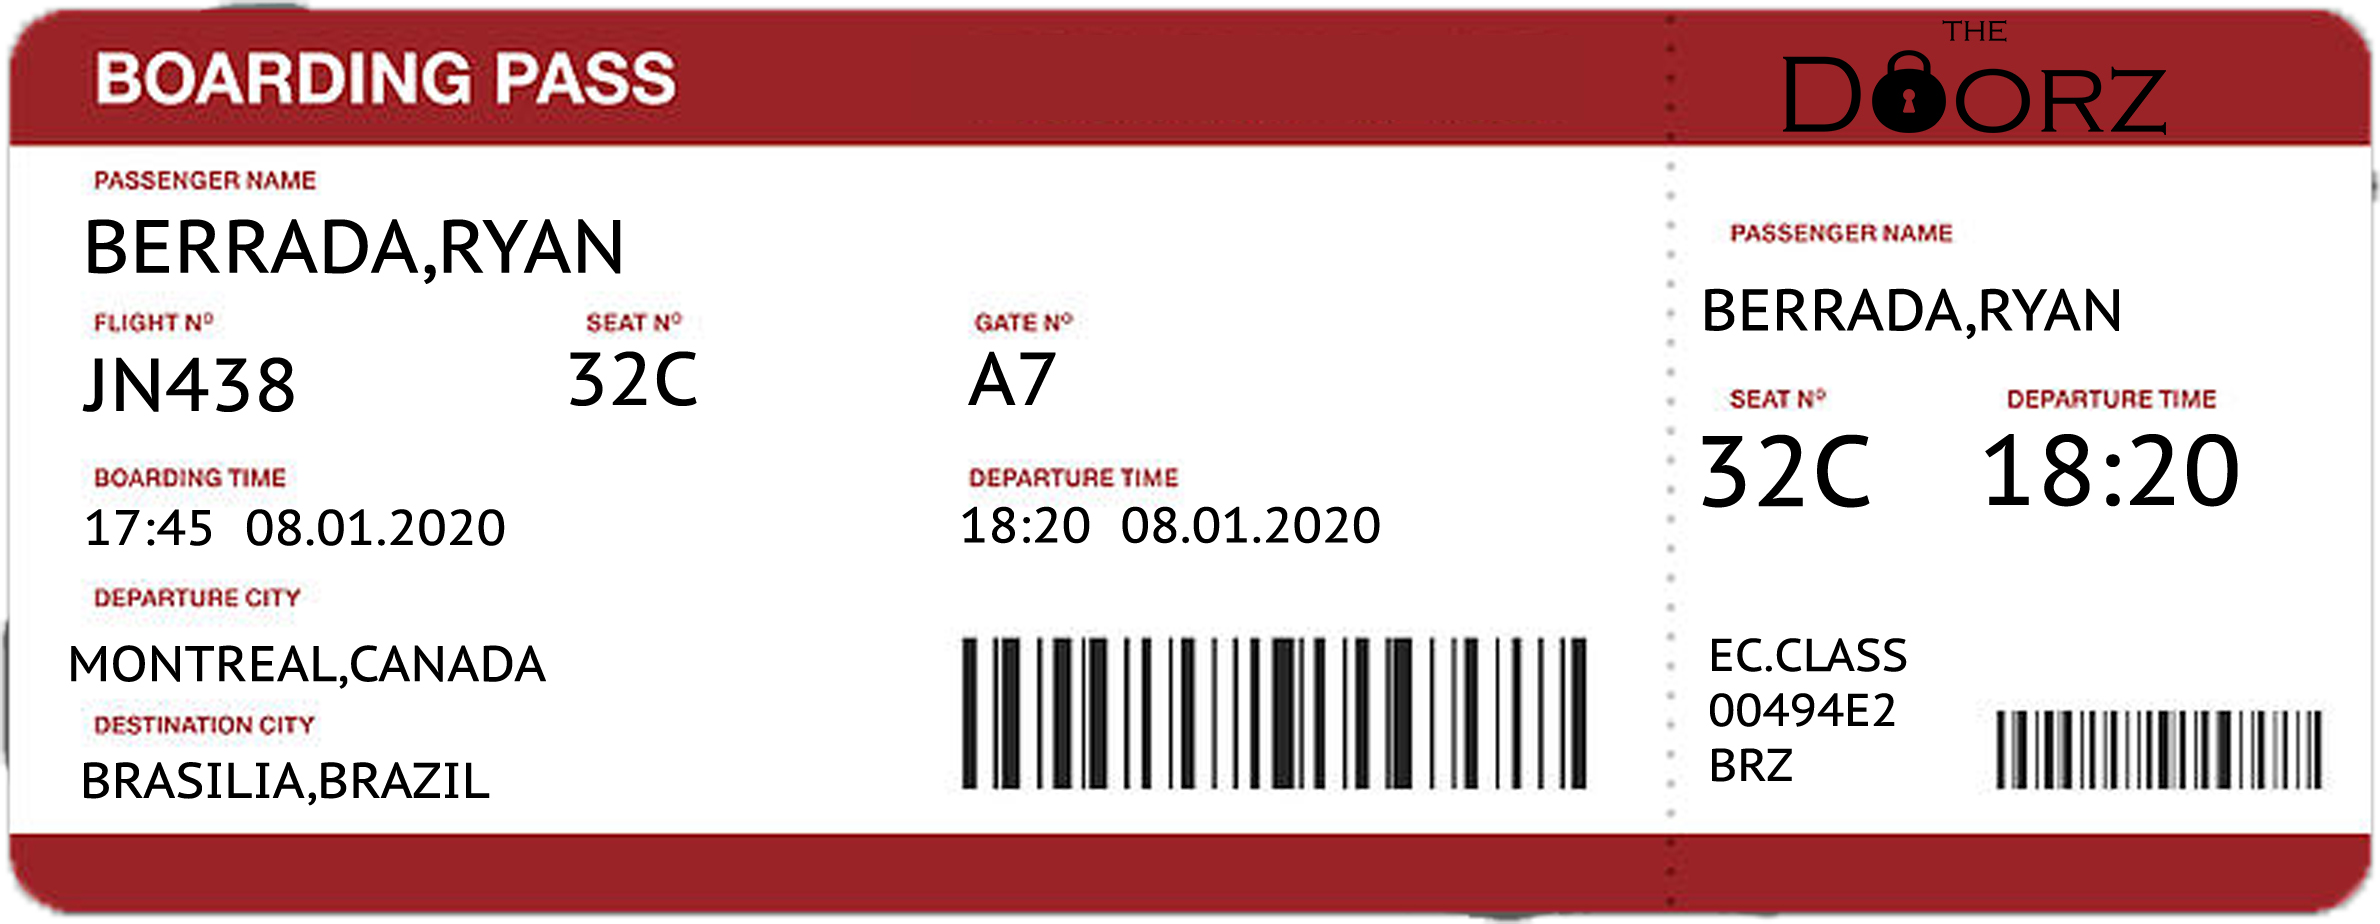 BOARDING PASS
THE
DOORZ
PASSENGER NAME
BERRADA,RYAN
FLIGHT Nº
SEAT Nº
GATE Nº
JN438
32C
A7
BOARDING TIME
DEPARTURE TIME
17:45 08.01.2020
18:20 08.01.2020
DEPARTURE CITY
MONTREAL,CANADA
DESTINATION CITY
BRASILIA,BRAZIL
PASSENGER NAME
BERRADA,RYAN
SEAT Nº
DEPARTURE TIME
32C
18:20
EC.CLASS
00494E2
BRZ